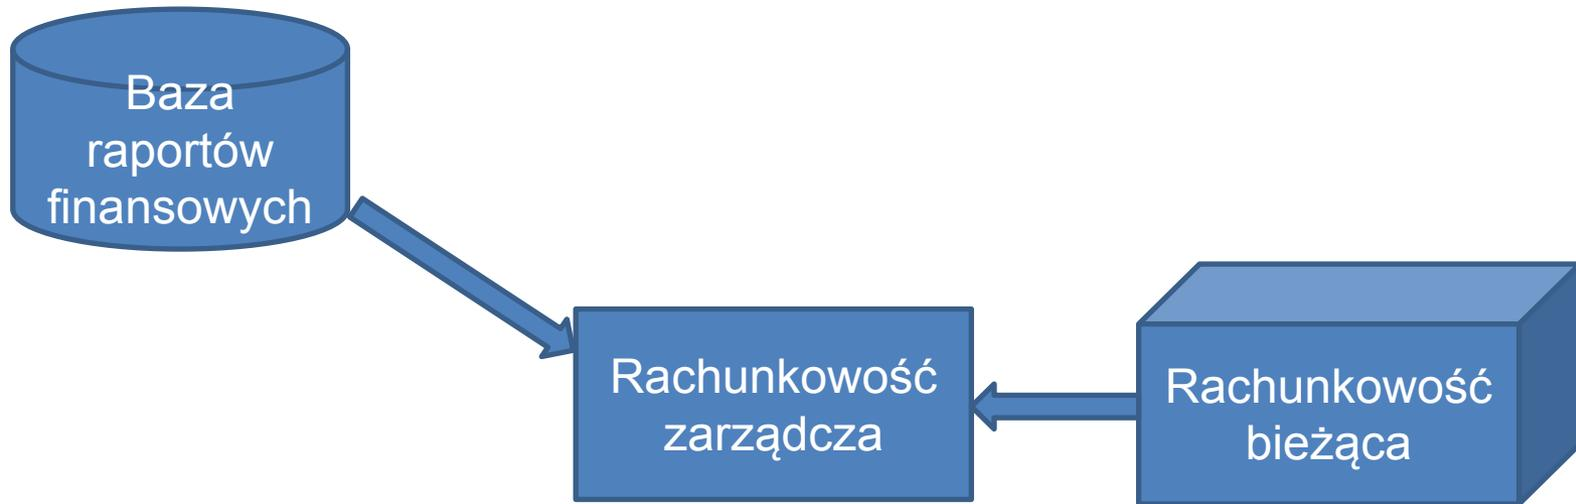 Baza
raportów
finansowych
Rachunkowość
zarządcza
Rachunkowość
bieżąca